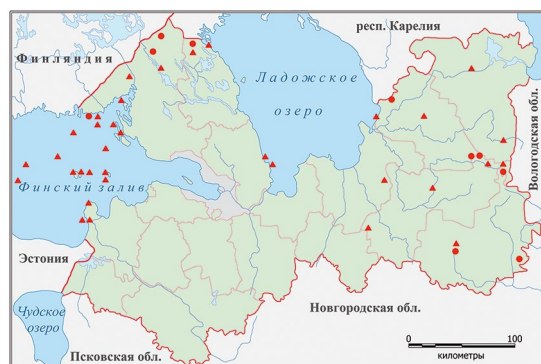 респ. Карелия
Финляндия
Ладожское
озеро
Вологодская обл.
Финский залив
Эстония
Чудское
озеро
Новгородская обл.
Псковская обл.
0 100
километры